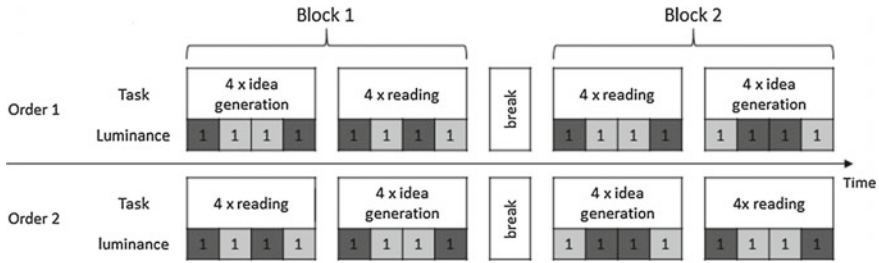 Block 1 Block 2
Task 4 x idea generation 4 x reading break 4 x reading 4 x idea generation
Order 1
Luminance 1 1 1 1 1 1 1 1 1 1 1 1 1 1 1 1
Time
Task 4 x reading 4 x idea generation break 4 x idea generation 4x reading
Order 2
luminance 1 1 1 1 1 1 1 1 1 1 1 1 1 1 1 1